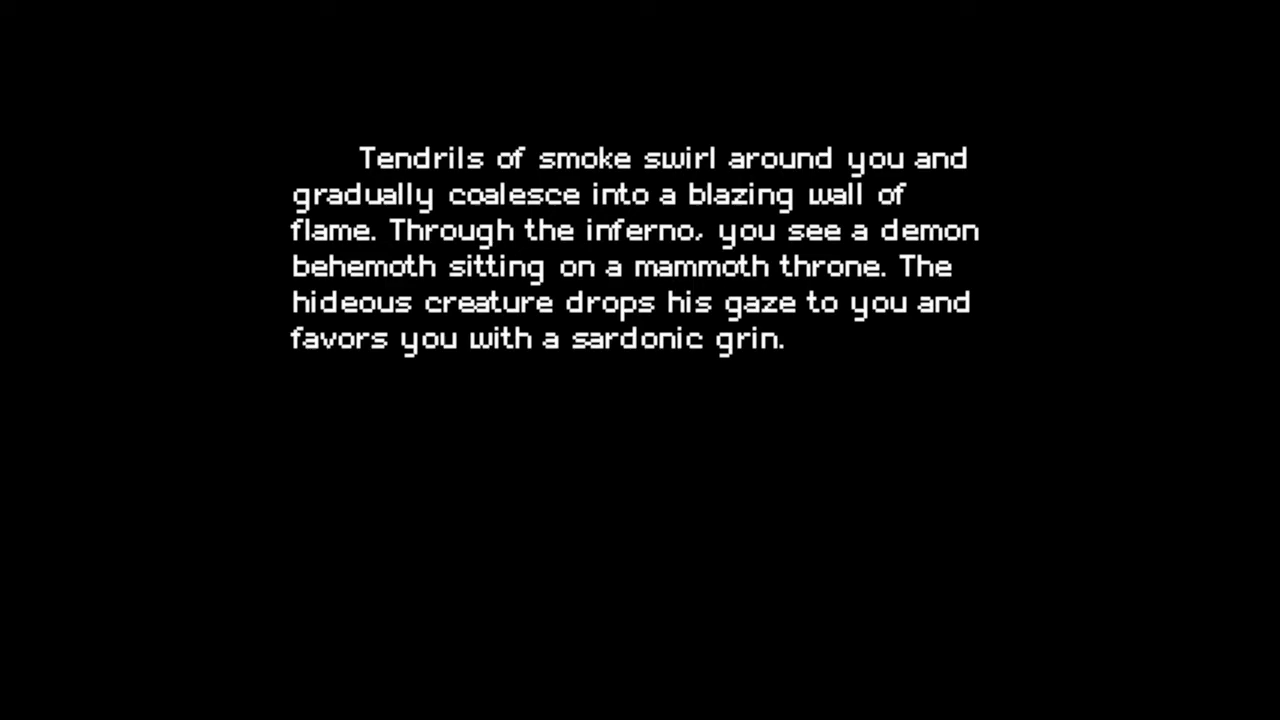 Tendrils of smoke swirl around you and
gradually coalesce into a blazing wall of
flame. Through the inferno, you see a demon
behemoth sitting on a mammoth throne. The
hideous creature drops his gaze to you and
favors you with a sardonic grin.